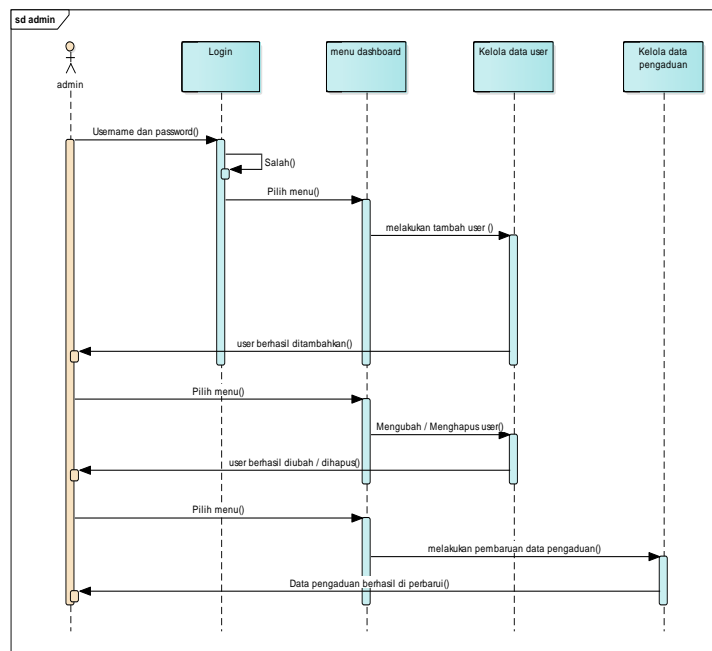 sd admin
admin
Login
menu dashboard
Kelola data user
Kelola data
pengaduan
Username dan password()
Salah()
Pilih menu()
melakukan tambah user ()
user berhasil ditambahkan()
Pilih menu()
Mengubah / Menghapus user()
user berhasil diubah / dihapus()
Pilih menu()
melakukan pembaruan data pengaduan()
Data pengaduan berhasil di perbarui()